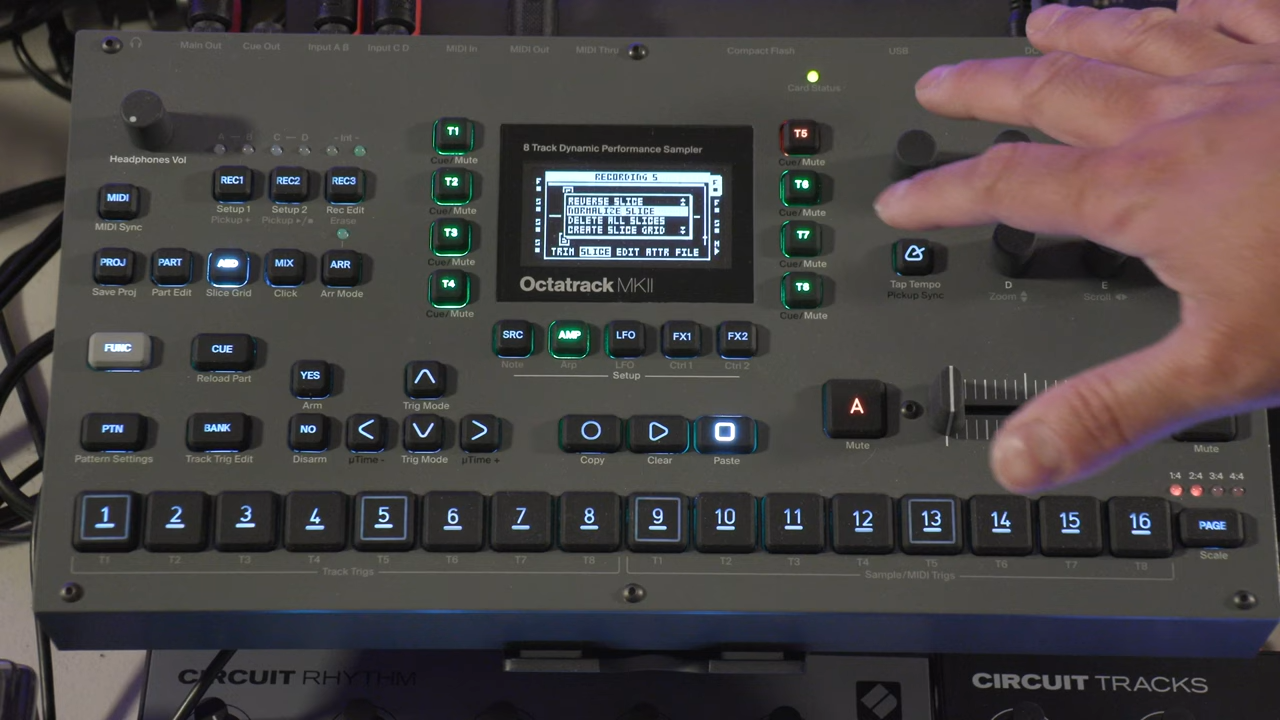 Main Out Cue Out Input A B Input C D MIDI In MIDI Out MIDI Thru Compact Flash USB
Card Status
Headphones Vol
A B C D Int
MIDI
MIDI Sync
REC1 REC2 REC3
Setup 1 Setup 2 Rec Edit
Pickup + Pickup ▸/■ Erase
PROJ PART AED MIX ARR
Save Proj Part Edit Slice Grid Click Arr Mode
T1
Cue/Mute
T2
Cue/Mute
T3
Cue/Mute
T4
Cue/Mute
8 Track Dynamic Performance Sampler
RECORDING 5
REVERSE SLICE
NORMALIZE SLICE
DELETE ALL SLICES
CREATE SLICE GRID
TRIM SLICE EDIT ATTR FILE
Octatrack MKII
T5
Cue/Mute
T6
Cue/Mute
T7
Cue/Mute
T8
Cue/Mute
Tap Tempo
Pickup Sync
D E
Zoom Scroll
SRC AMP LFO FX1 FX2
Note Arp LFO Ctrl 1 Ctrl 2
Setup
FUNC CUE
Reload Part
YES
Arm
Trig Mode
PTN BANK NO
Pattern Settings Track Trig Edit Disarm µTime - Trig Mode µTime +
Copy Clear Paste
A
Mute
Mute
1:4 2:4 3:4 4:4
1 2 3 4 5 6 7 8 9 10 11 12 13 14 15 16 PAGE
T1 T2 T3 T4 T5 T6 T7 T8 T1 T2 T3 T4 T5 T6 T7 T8 Scale
Track Trigs Sample/MIDI Trigs
CIRCUIT RHYTHM
CIRCUIT TRACKS